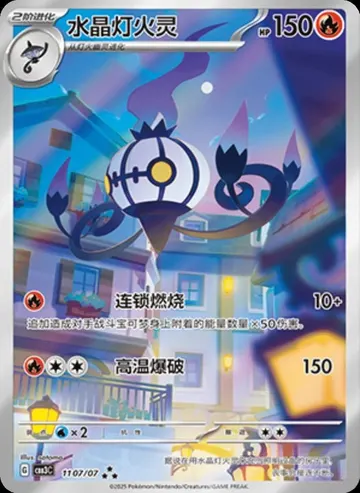 2阶进化
水晶灯火灵
HP 150
从灯火幽灵进化
连锁燃烧 10+
追加造成对手战斗宝可梦身上附着的能量数量×50伤害。
高温爆破 150
×2
G CBB3C 1107/07
©2025 Pokémon/Nintendo/Creatures/GAME FREAK.